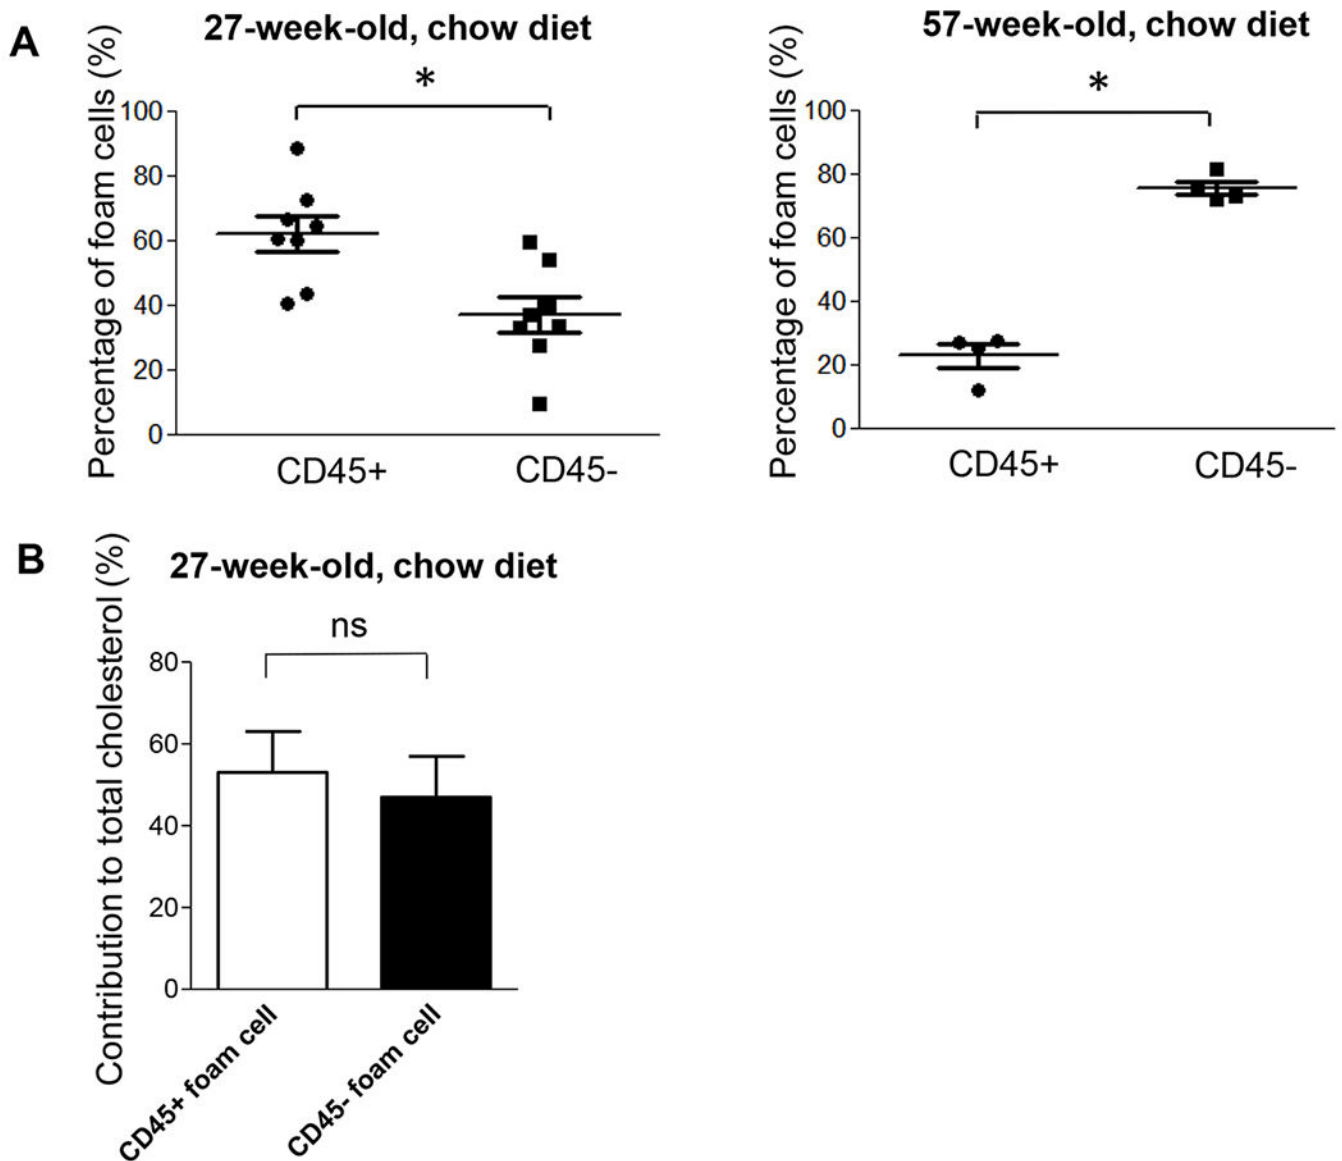 A
27-week-old, chow diet
57-week-old, chow diet
Percentage of foam cells (%)
*
100
80
60
40
20
0
CD45+
CD45-
Percentage of foam cells (%)
*
100
80
60
40
20
0
CD45+
CD45-
B
27-week-old, chow diet
Contribution to total cholesterol (%)
ns
80
60
40
20
0
CD45+ foam cell
CD45- foam cell